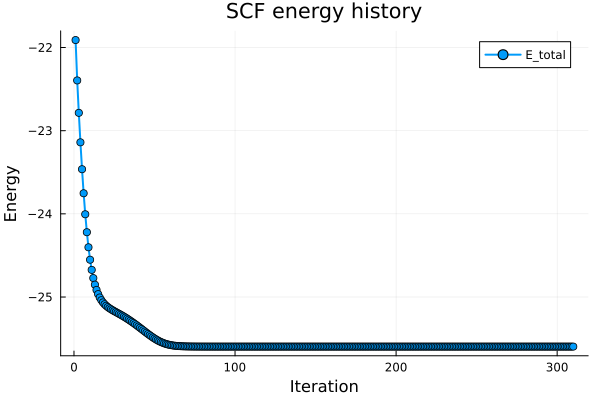 SCF energy history
E_total
Energy
−22
−23
−24
−25
0 100 200 300
Iteration